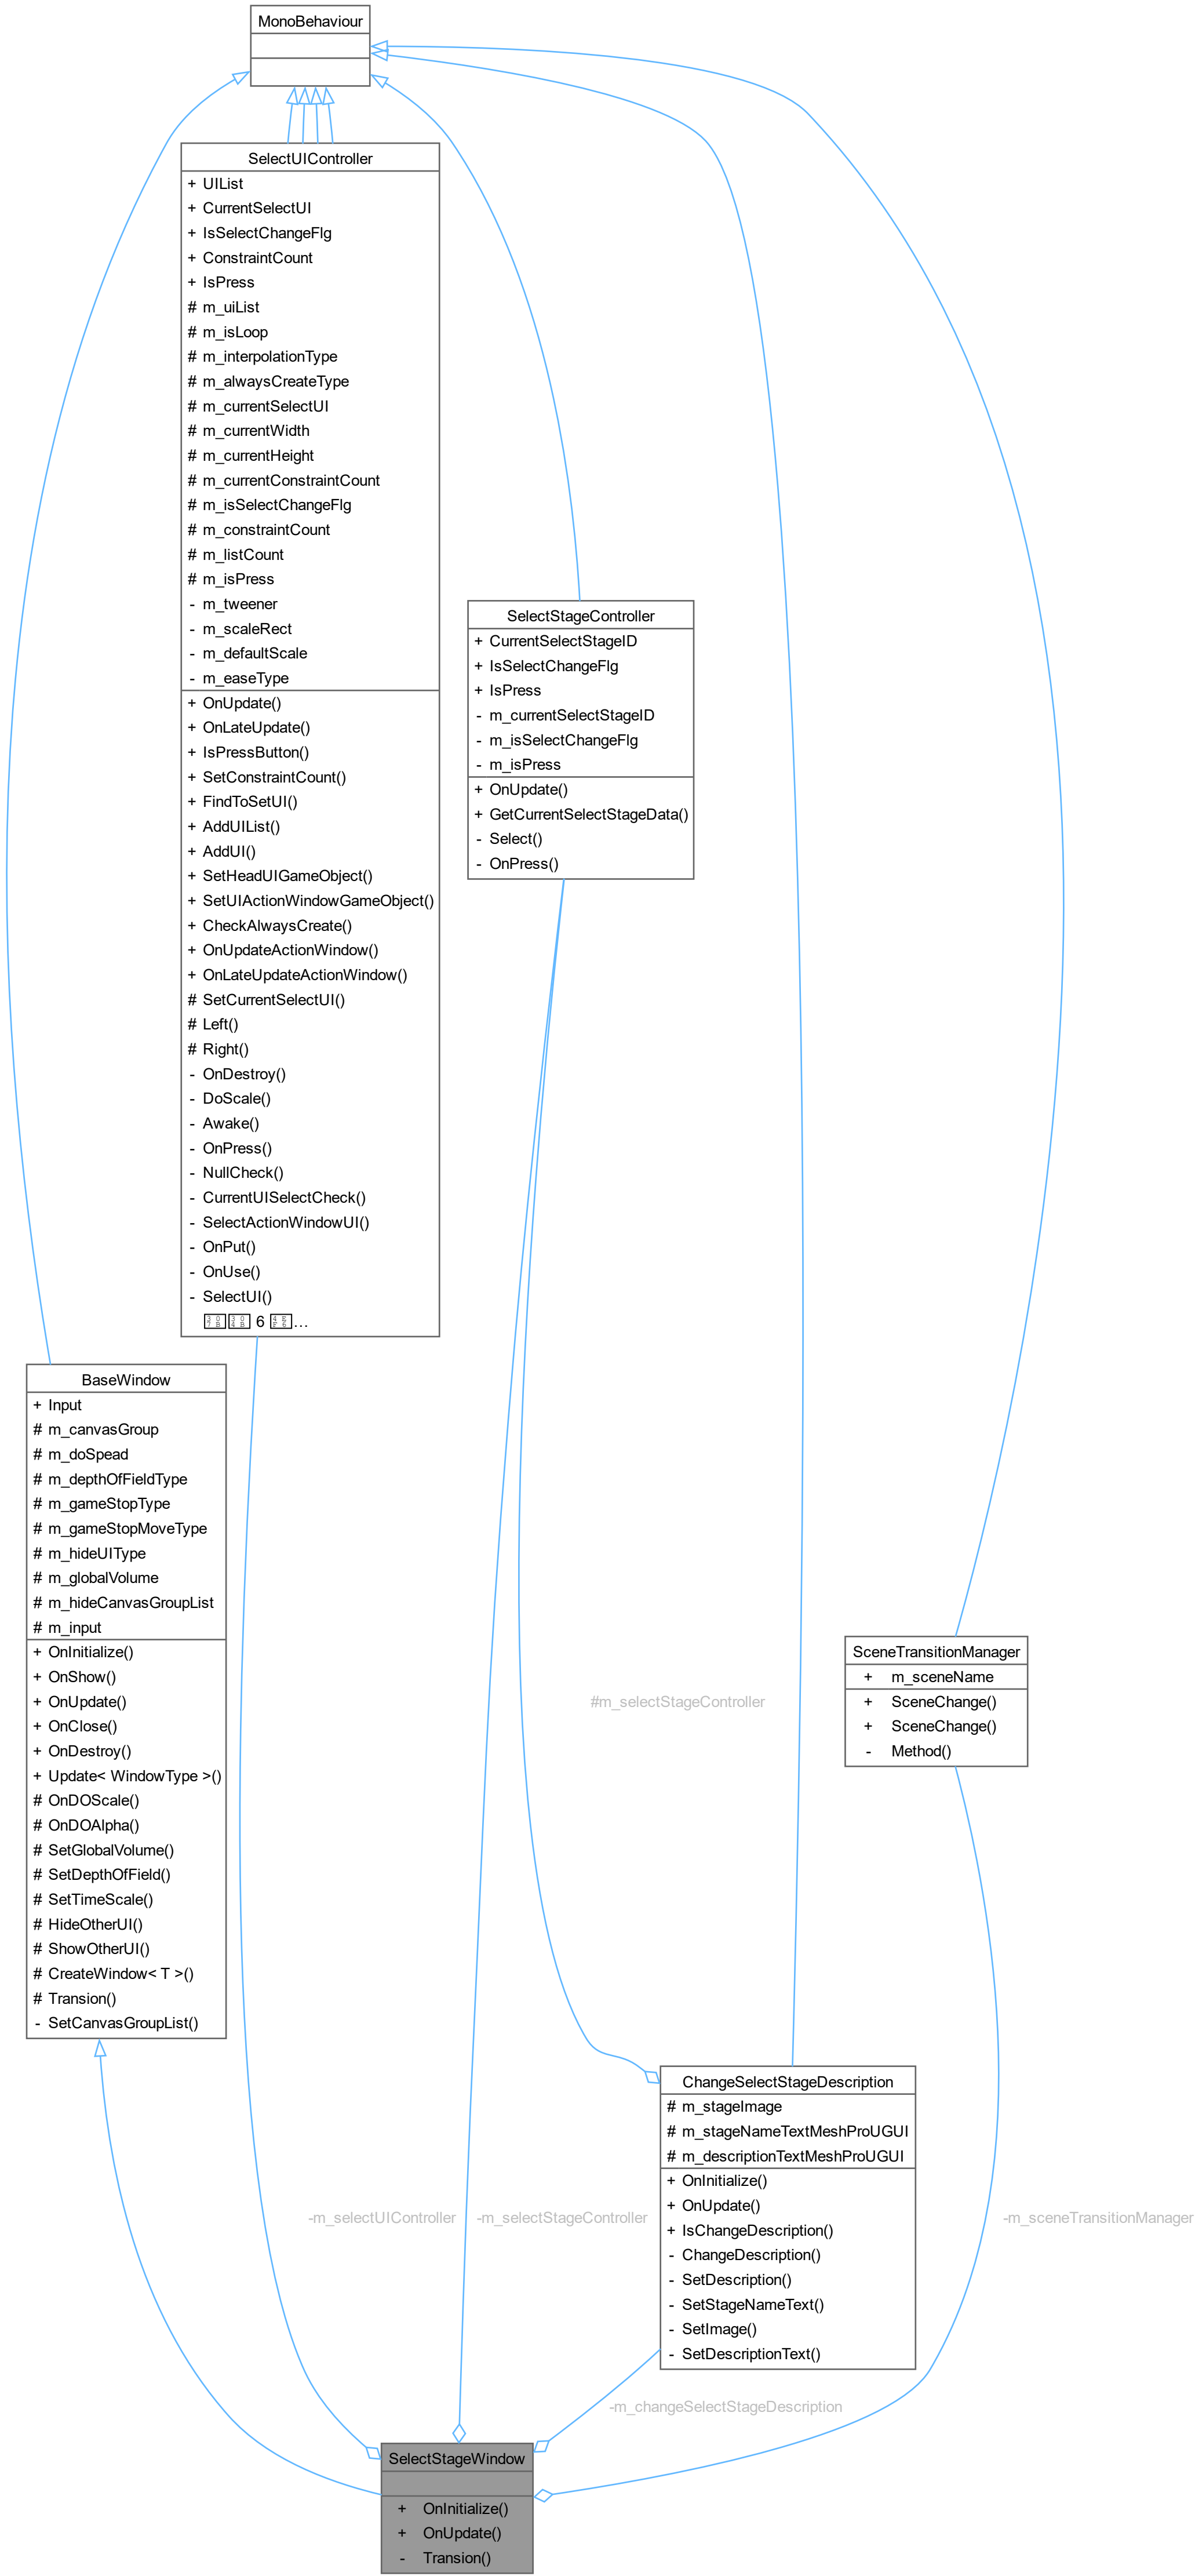 MonoBehaviour
SelectUIController
+ UIList
+ CurrentSelectUI
+ IsSelectChangeFlg
+ ConstraintCount
+ IsPress
# m_uiList
# m_isLoop
# m_interpolationType
# m_alwaysCreateType
# m_currentSelectUI
# m_currentWidth
# m_currentHeight
# m_currentConstraintCount
# m_isSelectChangeFlg
# m_constraintCount
# m_listCount
# m_isPress
- m_tweener
- m_scaleRect
- m_defaultScale
- m_easeType
+ OnUpdate()
+ OnLateUpdate()
+ IsPressButton()
+ SetConstraintCount()
+ FindToSetUI()
+ AddUIList()
+ AddUI()
+ SetHeadUIGameObject()
+ SetUIActionWindowGameObject()
+ CheckAlwaysCreate()
+ OnUpdateActionWindow()
+ OnLateUpdateActionWindow()
# SetCurrentSelectUI()
# Left()
# Right()
- OnDestroy()
- DoScale()
- Awake()
- OnPress()
- NullCheck()
- CurrentUISelectCheck()
- SelectActionWindowUI()
- OnPut()
- OnUse()
- SelectUI()
6 ...
SelectStageController
+ CurrentSelectStageID
+ IsSelectChangeFlg
+ IsPress
- m_currentSelectStageID
- m_isSelectChangeFlg
- m_isPress
+ OnUpdate()
+ GetCurrentSelectStageData()
- Select()
- OnPress()
BaseWindow
+ Input
# m_canvasGroup
# m_doSpead
# m_depthOfFieldType
# m_gameStopType
# m_gameStopMoveType
# m_hideUIType
# m_globalVolume
# m_hideCanvasGroupList
# m_input
+ OnInitialize()
+ OnShow()
+ OnUpdate()
+ OnClose()
+ OnDestroy()
+ Update< WindowType >()
# OnDOScale()
# OnDOAlpha()
# SetGlobalVolume()
# SetDepthOfField()
# SetTimeScale()
# HideOtherUI()
# ShowOtherUI()
# CreateWindow< T >()
# Transion()
- SetCanvasGroupList()
SceneTransitionManager
+ m_sceneName
+ SceneChange()
+ SceneChange()
- Method()
#m_selectStageController
ChangeSelectStageDescription
# m_stageImage
# m_stageNameTextMeshProUGUI
# m_descriptionTextMeshProUGUI
+ OnInitialize()
+ OnUpdate()
+ IsChangeDescription()
- ChangeDescription()
- SetDescription()
- SetStageNameText()
- SetImage()
- SetDescriptionText()
-m_selectUIController
-m_selectStageController
-m_sceneTransitionManager
-m_changeSelectStageDescription
SelectStageWindow
+ OnInitialize()
+ OnUpdate()
- Transion()